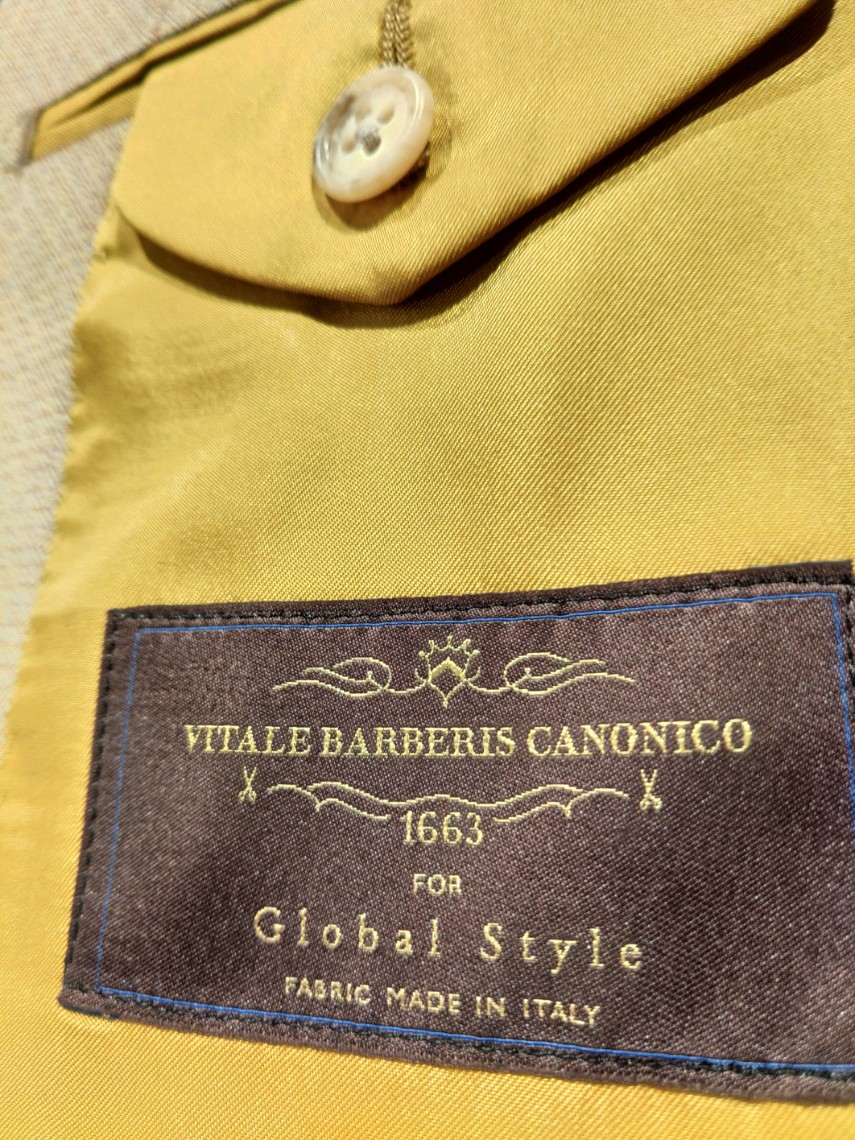 VITALE BARBERIS CANONICO
1663
FOR
Global Style
FABRIC MADE IN ITALY